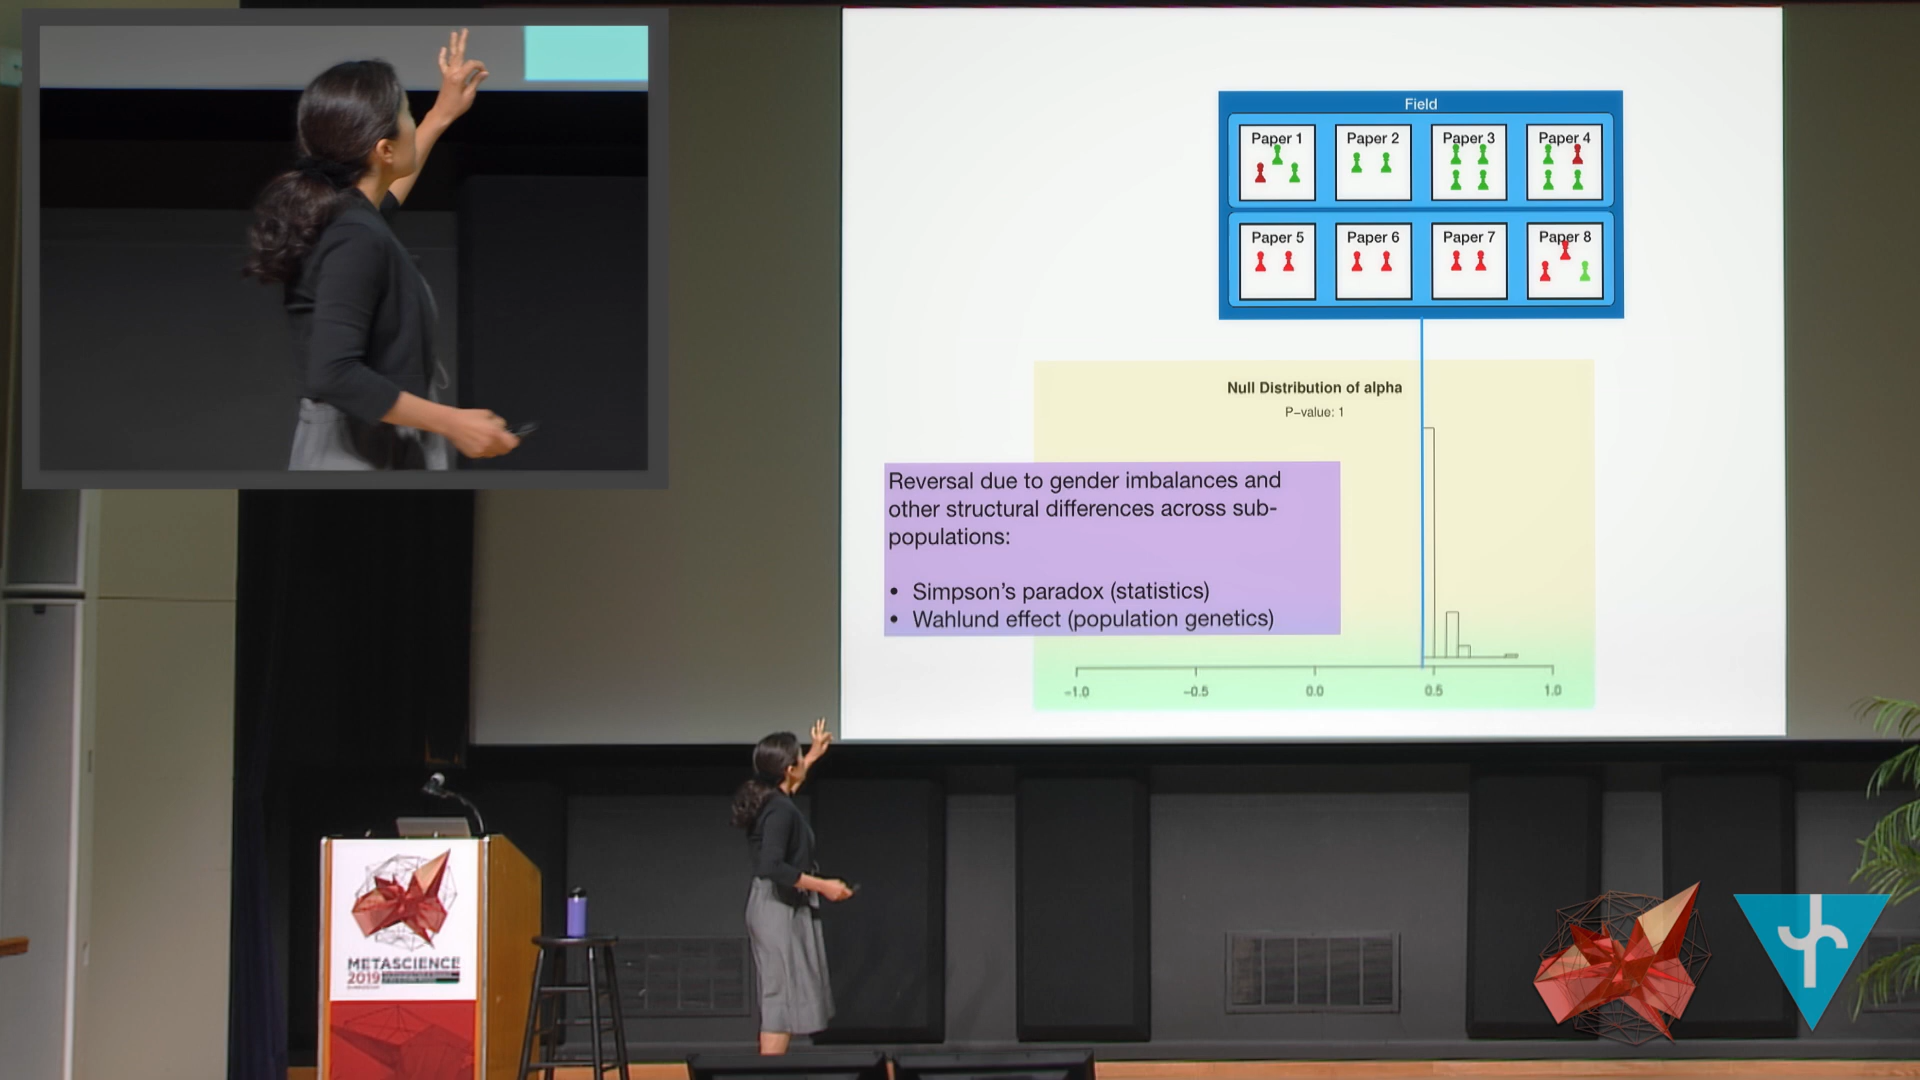 Field
Paper 1
Paper 2
Paper 3
Paper 4
Paper 5
Paper 6
Paper 7
Paper 8
Null Distribution of alpha
P−value: 1
Reversal due to gender imbalances and
other structural differences across sub-
populations:
• Simpson's paradox (statistics)
• Wahlund effect (population genetics)
−1.0
−0.5
0.0
0.5
1.0
METASCIENCE
2019